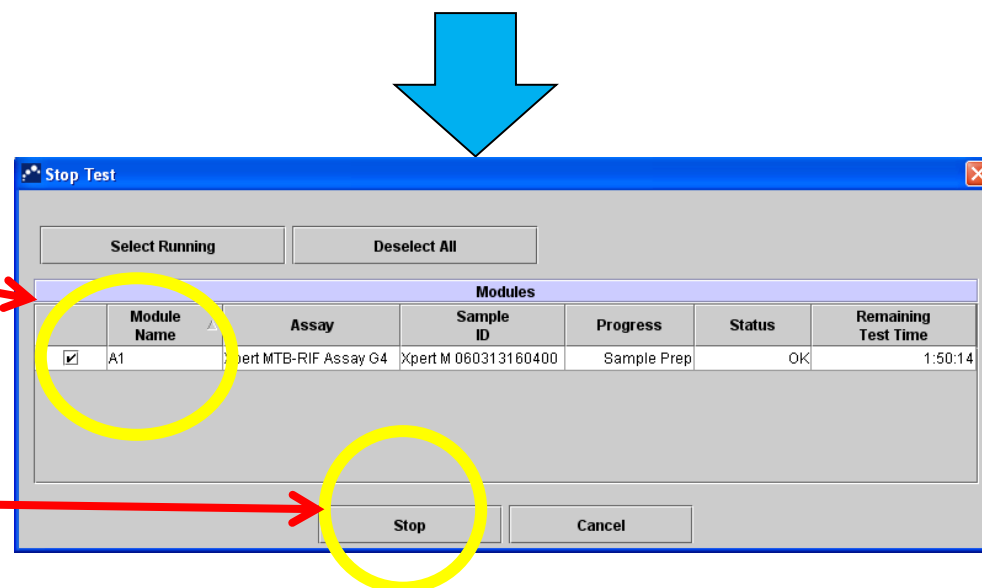 Stop Test
Select Running Deselect All
Modules
Module Name Assay Sample ID Progress Status Remaining Test Time
A1 Xpert MTB-RIF Assay G4 Xpert M 060313160400 Sample Prep OK 1:50:14
Stop Cancel